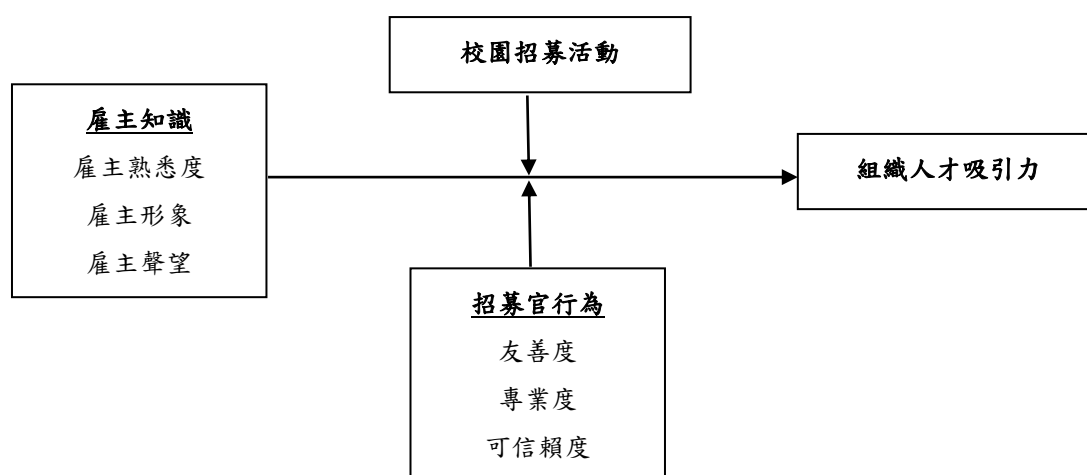 校園招募活動
雇主知識
雇主熟悉度
雇主形象
雇主聲望
組織人才吸引力
招募官行為
友善度
專業度
可信賴度